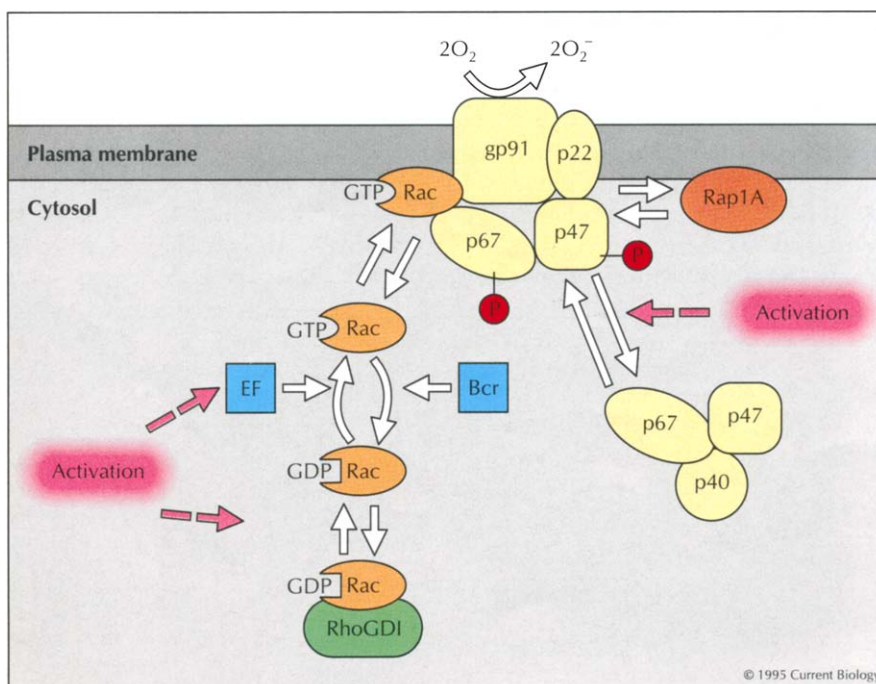 2O₂ 2O₂⁻
Plasma membrane
gp91
p22
Cytosol
GTP
Rac
Rap1A
p67
p47
P
P
GTP
Rac
Activation
EF
Bcr
p67
p47
Activation
GDP
Rac
p40
GDP
Rac
RhoGDI
© 1995 Current Biology